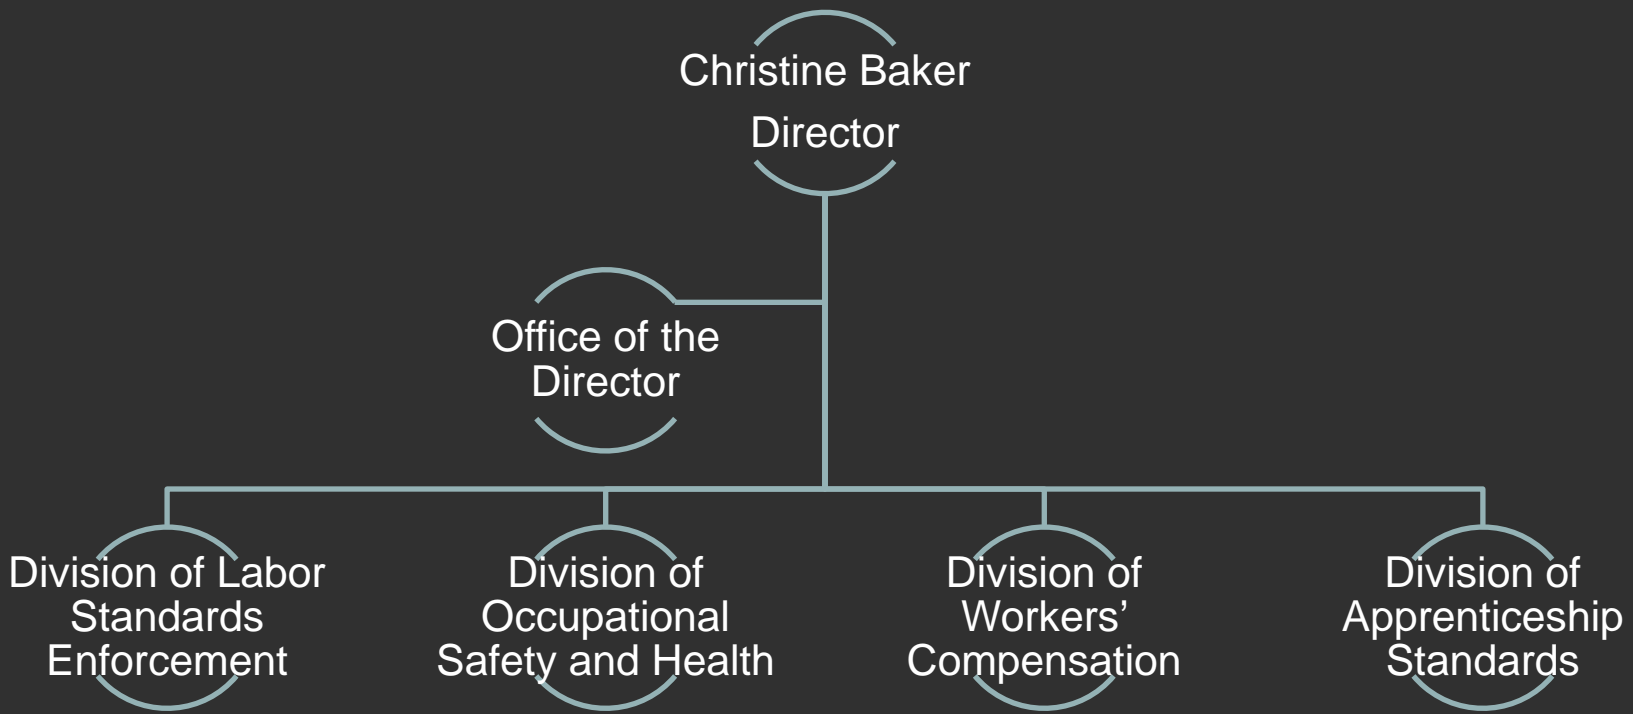 Christine Baker
Director
Office of the
Director
Division of Labor
Standards
Enforcement
Division of
Occupational
Safety and Health
Division of
Workers’
Compensation
Division of
Apprenticeship
Standards